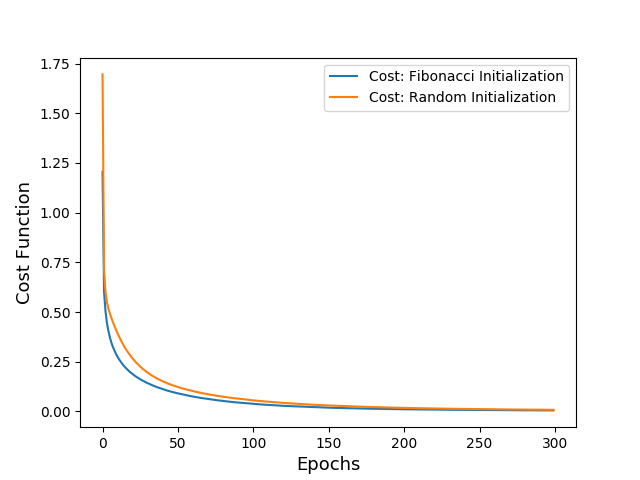 1.75
1.50
1.25
1.00
0.75
0.50
0.25
0.00
Cost Function
Cost: Fibonacci Initialization
Cost: Random Initialization
0 50 100 150 200 250 300
Epochs